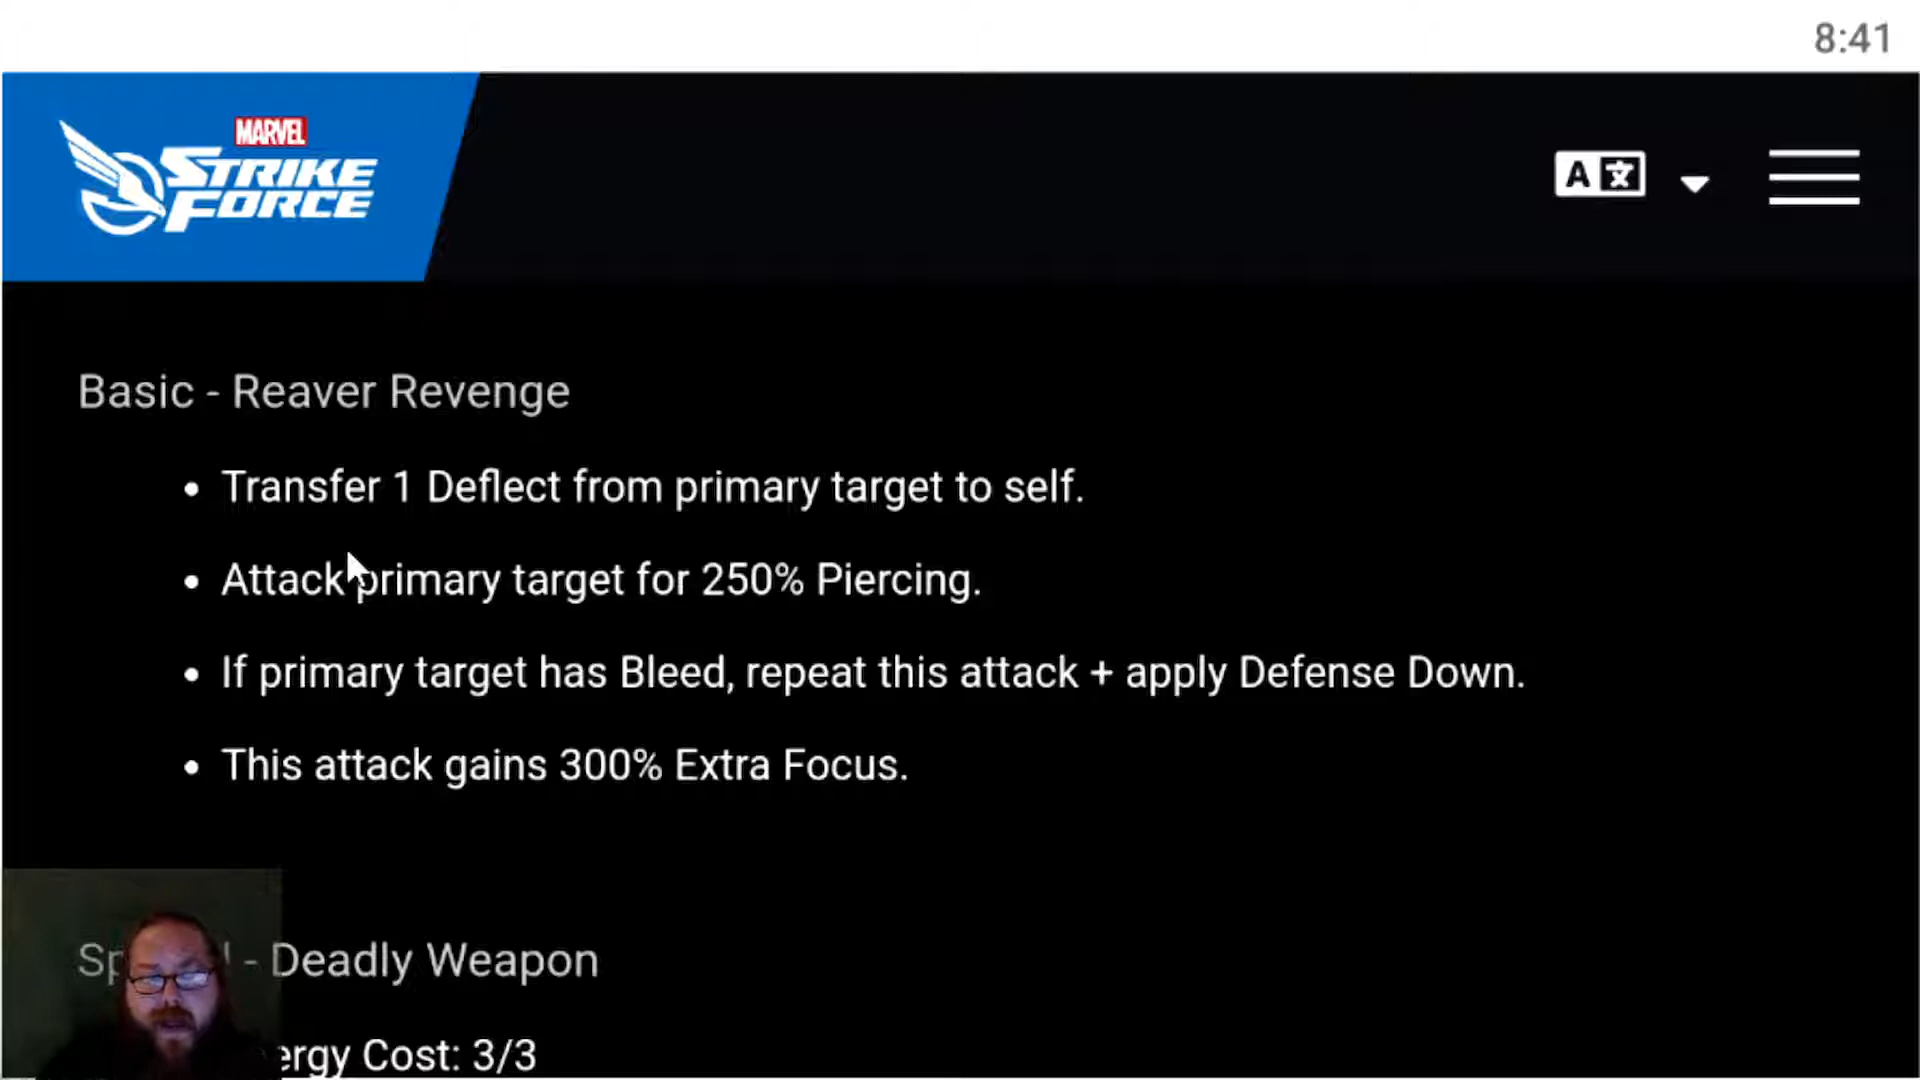 8:41
MARVEL
STRIKE
FORCE
A 文
Basic - Reaver Revenge
• Transfer 1 Deflect from primary target to self.
• Attack primary target for 250% Piercing.
• If primary target has Bleed, repeat this attack + apply Defense Down.
• This attack gains 300% Extra Focus.
- Deadly Weapon
Cost: 3/3